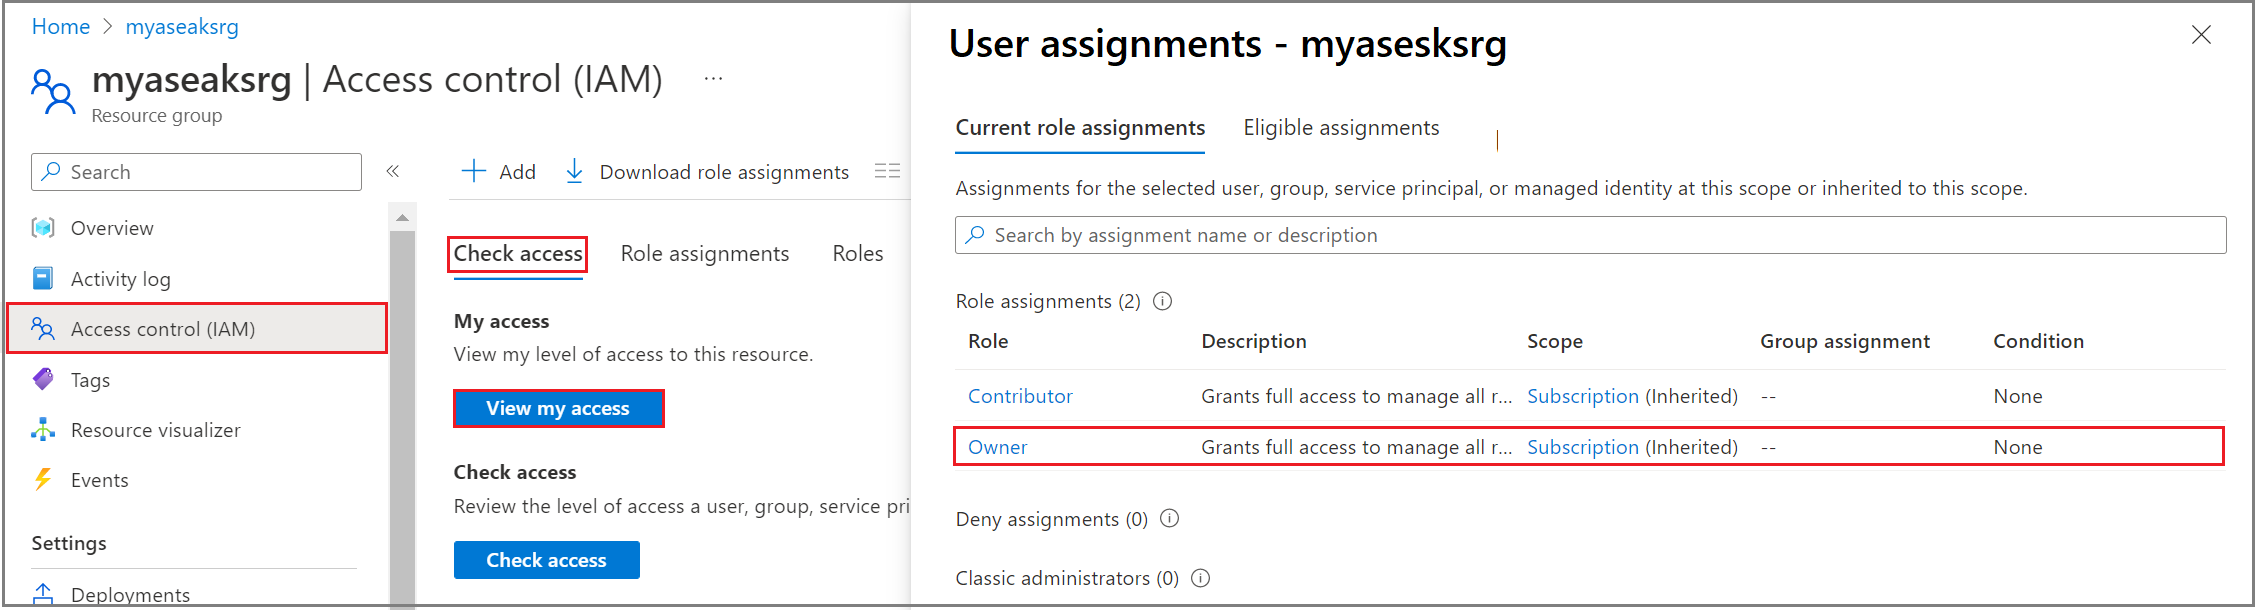 Home > myaseaksrg
myaseaksrg | Access control (IAM) ...
Resource group
Search
«
Overview
Activity log
Access control (IAM)
Tags
Resource visualizer
Events
Settings
Deployments
Add
Download role assignments
Check access
Role assignments
Roles
My access
View my level of access to this resource.
View my access
Check access
Review the level of access a user, group, service pri
Check access
User assignments - myasesksrg
Current role assignments
Eligible assignments
Assignments for the selected user, group, service principal, or managed identity at this scope or inherited to this scope.
Search by assignment name or description
Role assignments (2)
Role Description Scope Group assignment Condition
Contributor Grants full access to manage all r... Subscription (Inherited) -- None
Owner Grants full access to manage all r... Subscription (Inherited) -- None
Deny assignments (0)
Classic administrators (0)